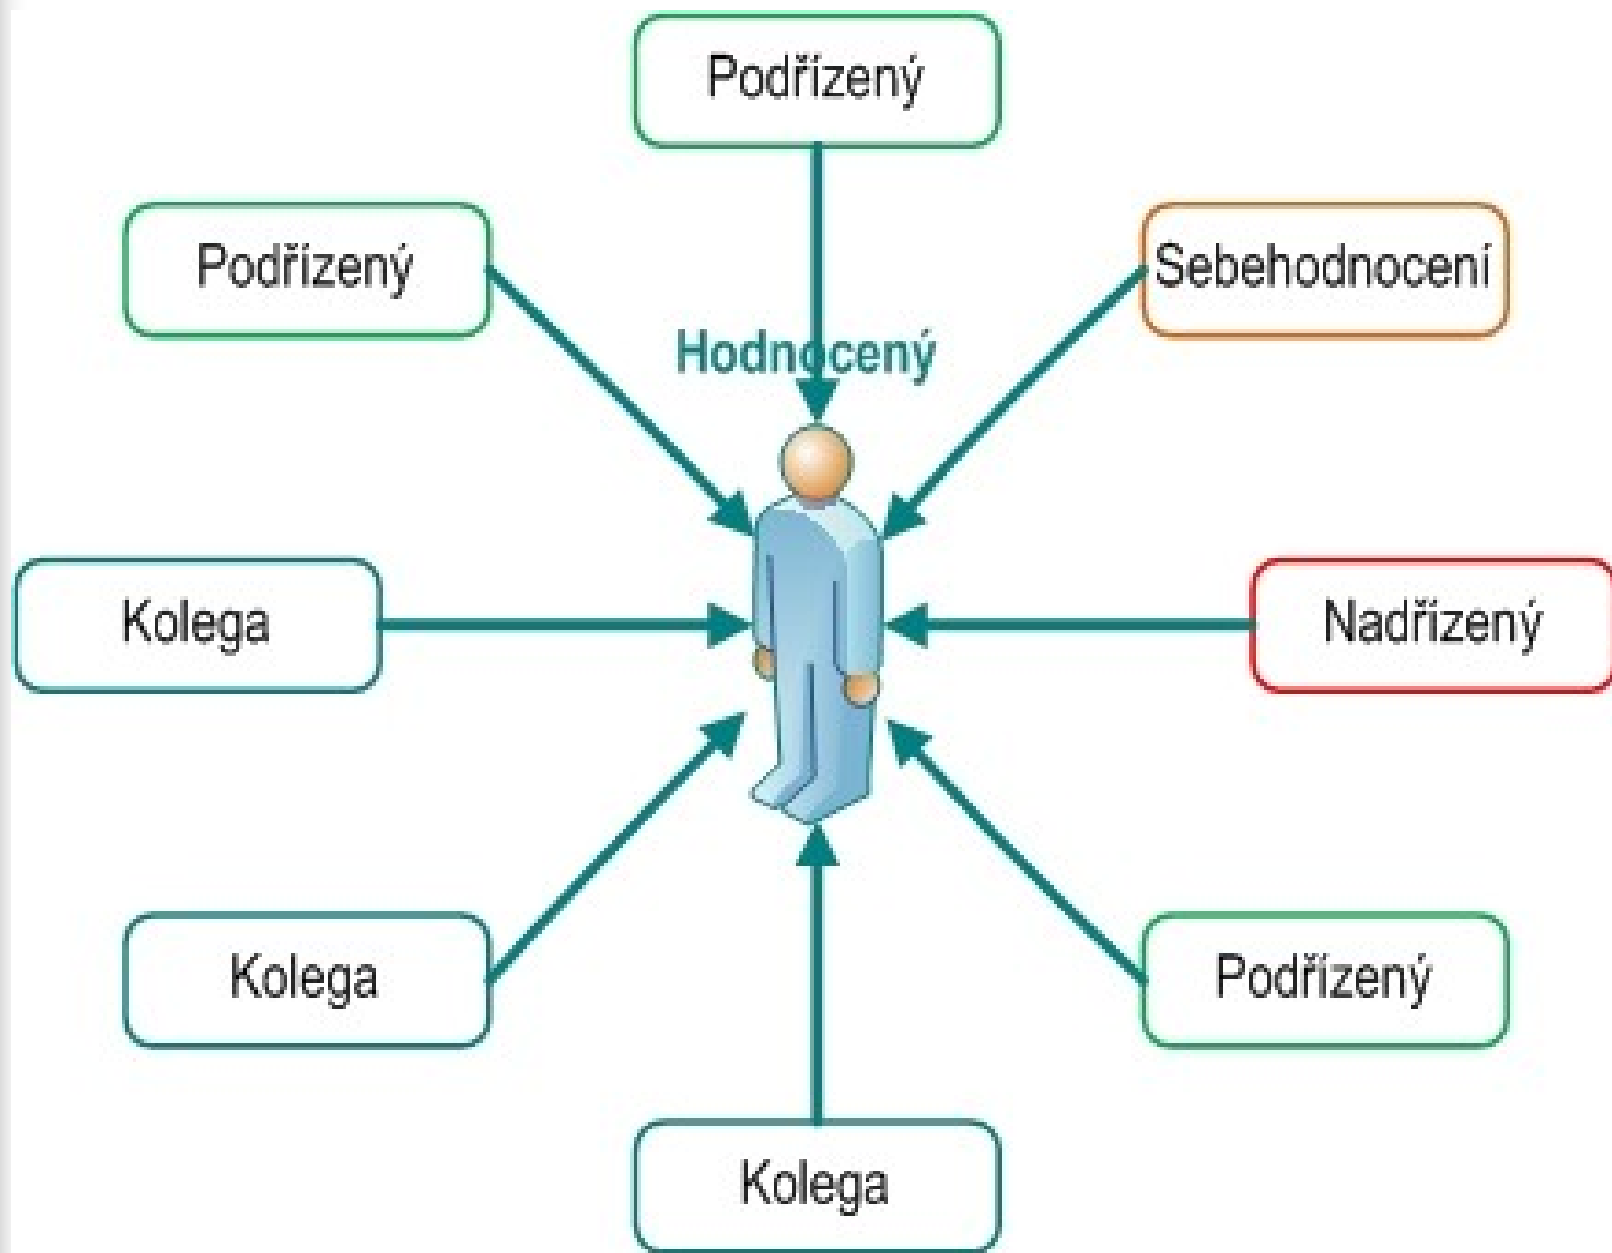 Podřízený
Podřízený
Sebehodnocení
Hodnocený
Kolega
Nadřízený
Kolega
Podřízený
Kolega